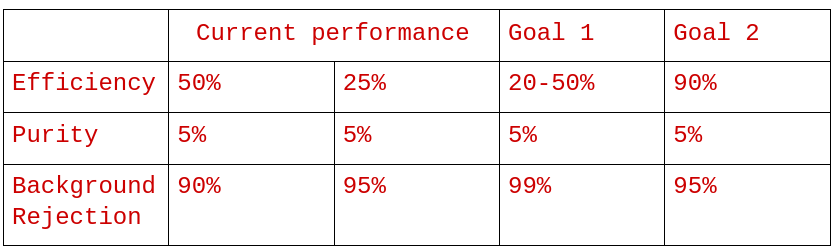 Current performance Goal 1 Goal 2
Efficiency 50% 25% 20-50% 90%
Purity 5% 5% 5% 5%
Background 90% 95% 99% 95%
Rejection